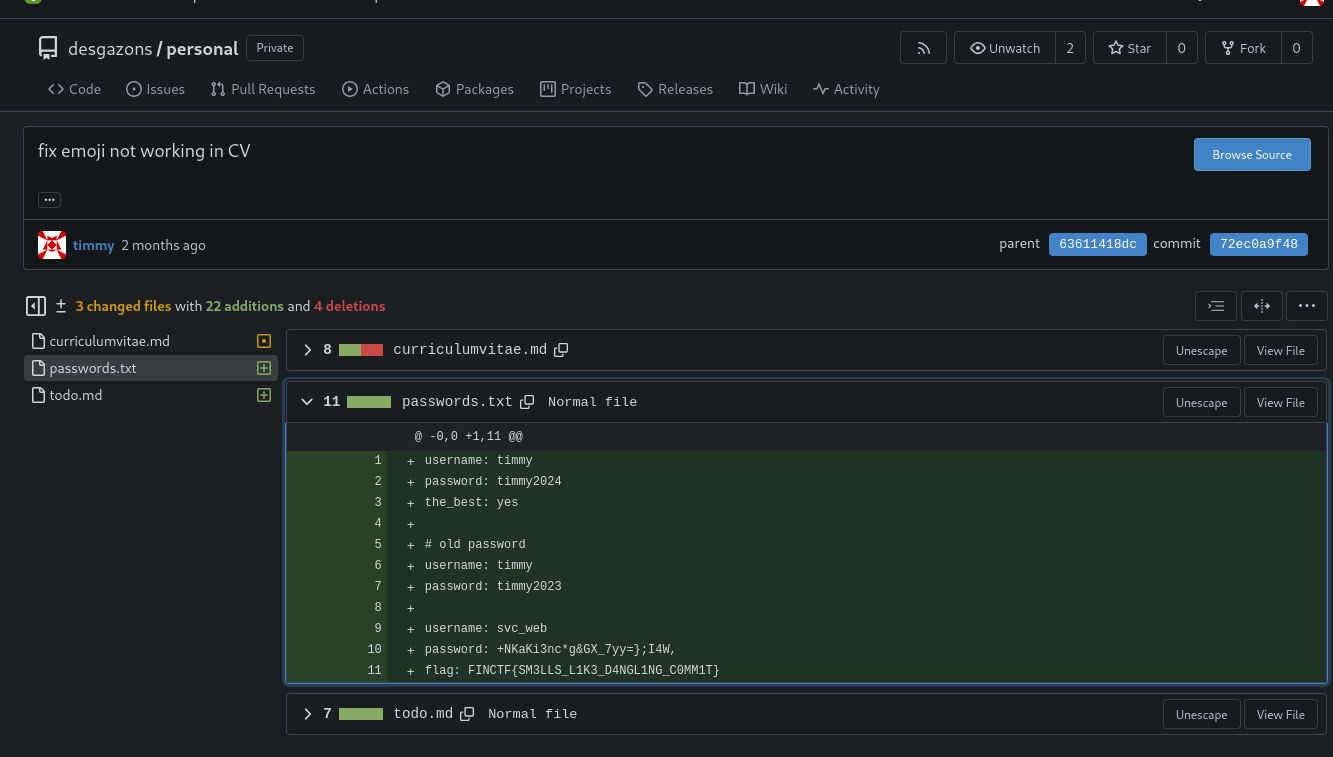 desgazons / personal Private Unwatch 2 Star 0 Fork 0
Code Issues Pull Requests Actions Packages Projects Releases Wiki Activity
fix emoji not working in CV Browse Source
...
timmy 2 months ago parent 63611418dc commit 72ec0a9f48
3 changed files with 22 additions and 4 deletions
curriculumvitae.md
passwords.txt
todo.md
8 curriculumvitae.md Unescape View File
11 passwords.txt Normal file Unescape View File
@ -0,0 +1,11 @@
1 + username: timmy
2 + password: timmy2024
3 + the_best: yes
4 +
5 + # old password
6 + username: timmy
7 + password: timmy2023
8 +
9 + username: svc_web
10 + password: +NKaKi3nc*g&GX_7yy=};I4W,
11 + flag: FINCTF{SM3LLS_L1K3_D4NGL1NG_C0MM1T}
7 todo.md Normal file Unescape View File